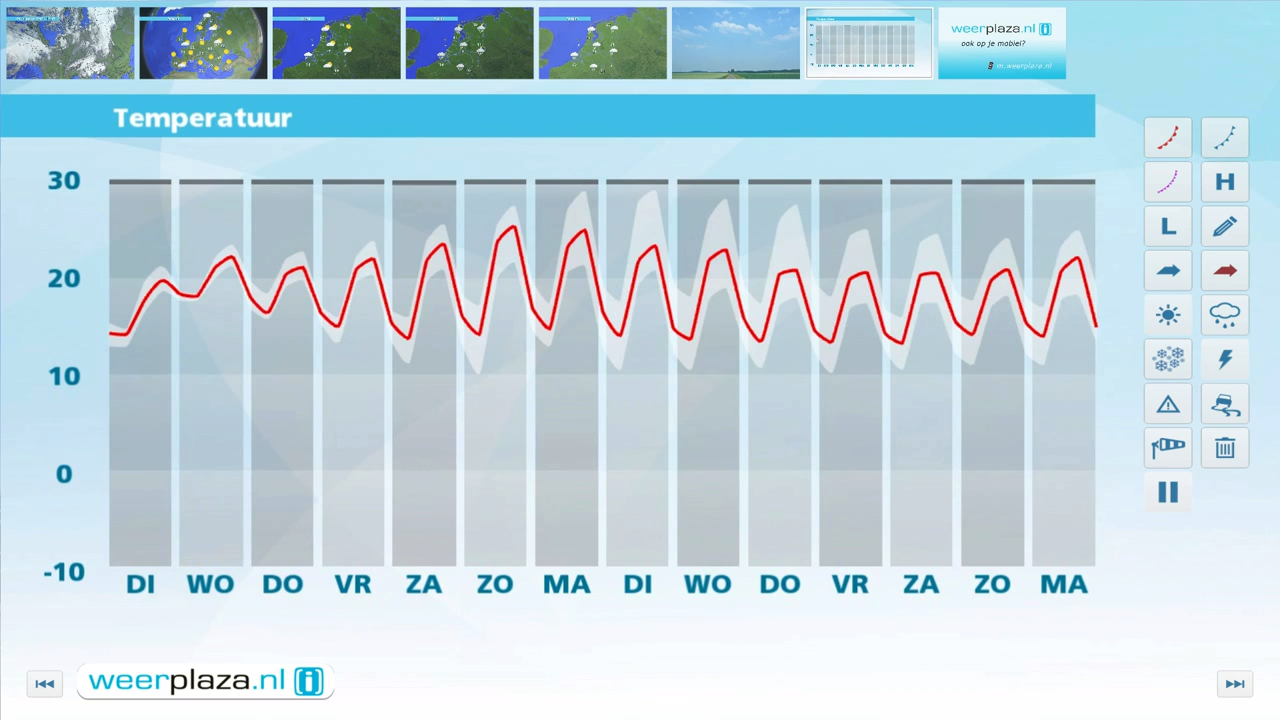 weerplaza.nl
ook op je mobiel?
m.weerplaza.nl
Temperatuur
30
20
10
0
-10
DI WO DO VR ZA ZO MA DI WO DO VR ZA ZO MA
H
L
weerplaza.nl